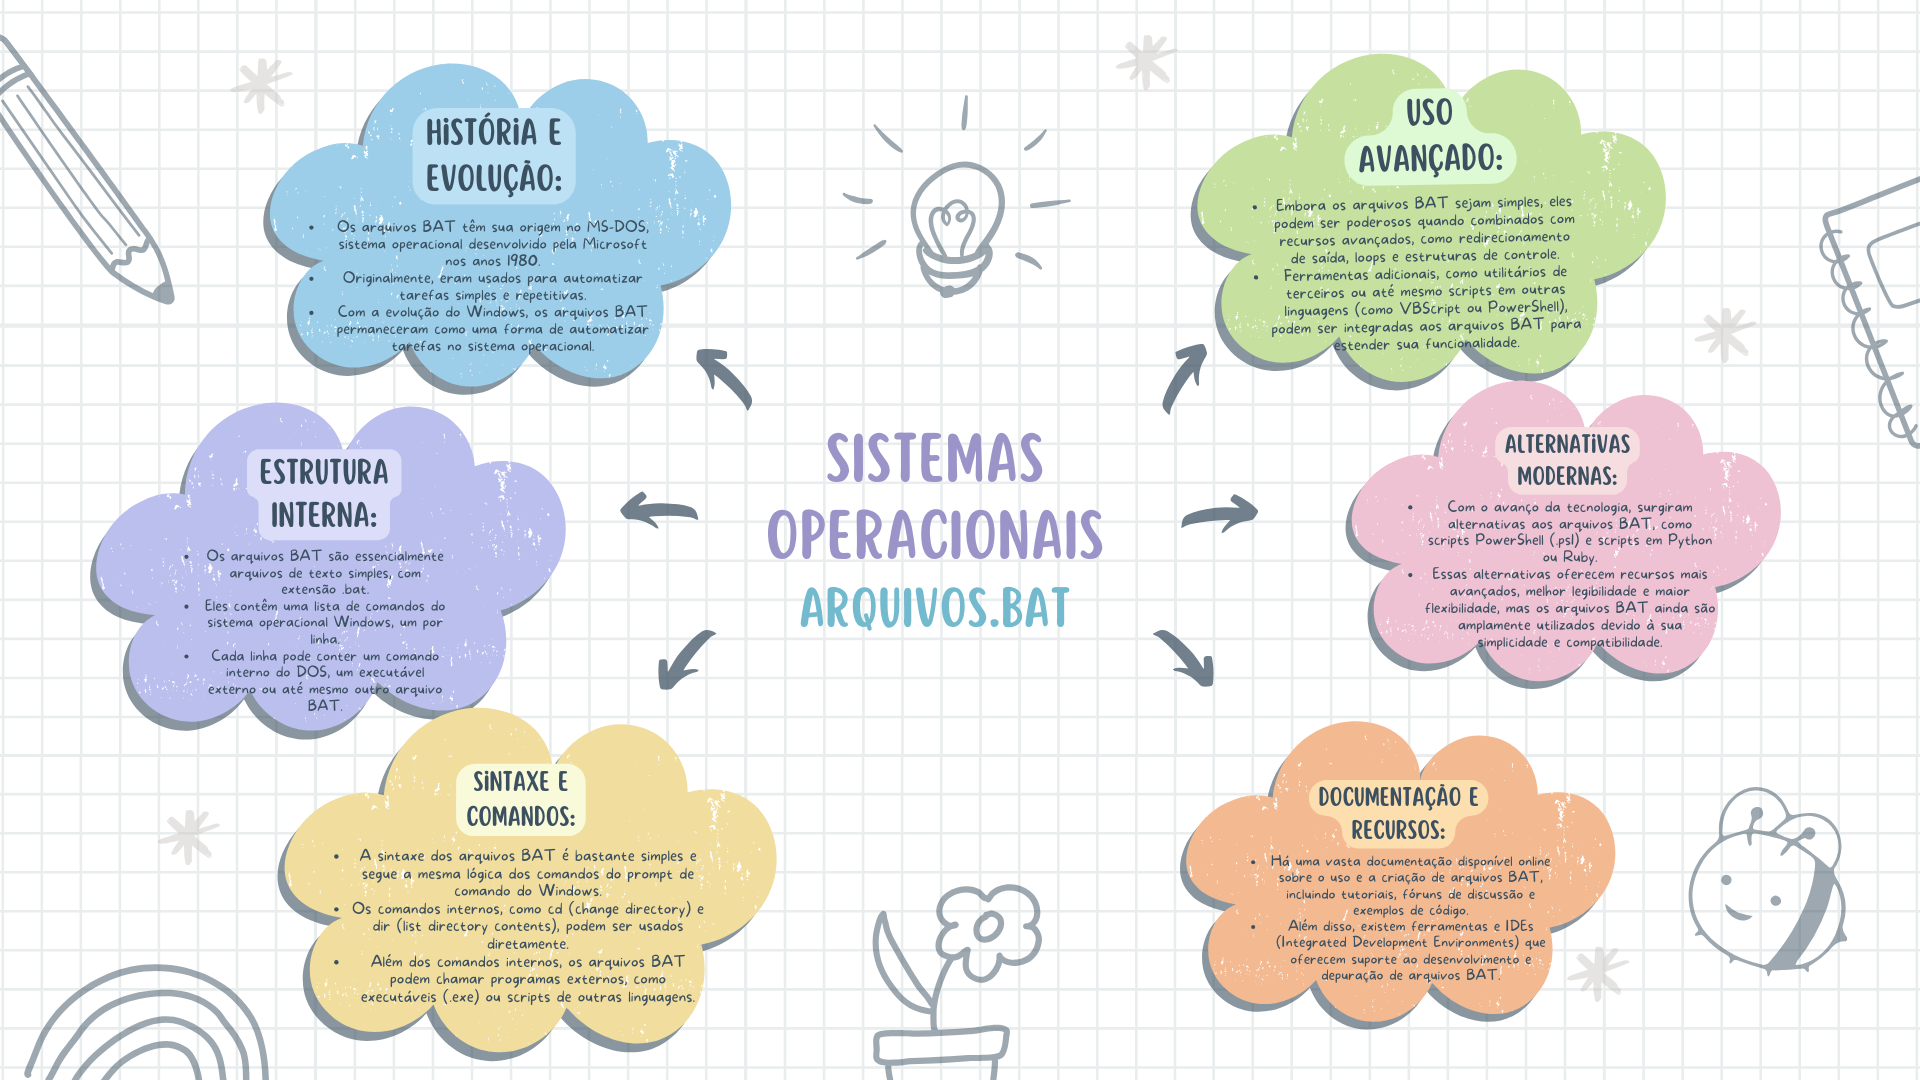 SISTEMAS
OPERACIONAIS
ARQUIVOS.BAT
HISTÓRIA E
EVOLUÇÃO:
• Os arquivos BAT têm sua origem no MS-DOS,
sistema operacional desenvolvido pela Microsoft
nos anos 1980.
• Originalmente, eram usados para automatizar
tarefas simples e repetitivas.
• Com a evolução do Windows, os arquivos BAT
permaneceram como uma forma de automatizar
tarefas no sistema operacional.
ESTRUTURA
INTERNA:
• Os arquivos BAT são essencialmente
arquivos de texto simples, com
extensão .bat.
• Eles contêm uma lista de comandos do
sistema operacional Windows, um por
linha.
• Cada linha pode conter um comando
interno do DOS, um executável
externo ou até mesmo outro arquivo
BAT.
SINTAXE E
COMANDOS:
• A sintaxe dos arquivos BAT é bastante simples e
segue a mesma lógica dos comandos do prompt de
comando do Windows.
• Os comandos internos, como cd (change directory) e
dir (list directory contents), podem ser usados
diretamente.
• Além dos comandos internos, os arquivos BAT
podem chamar programas externos, como
executáveis (.exe) ou scripts de outras linguagens.
USO
AVANÇADO:
• Embora os arquivos BAT sejam simples, eles
podem ser poderosos quando combinados com
recursos avançados, como redirecionamento
de saída, loops e estruturas de controle.
• Ferramentas adicionais, como utilitários de
terceiros ou até mesmo scripts em outras
linguagens (como VBScript ou PowerShell),
podem ser integradas aos arquivos BAT para
estender sua funcionalidade.
ALTERNATIVAS
MODERNAS:
• Com o avanço da tecnologia, surgiram
alternativas aos arquivos BAT, como
scripts PowerShell (.ps1) e scripts em Python
ou Ruby.
• Essas alternativas oferecem recursos mais
avançados, melhor legibilidade e maior
flexibilidade, mas os arquivos BAT ainda são
amplamente utilizados devido à sua
simplicidade e compatibilidade.
DOCUMENTAÇÃO E
RECURSOS:
• Há uma vasta documentação disponível online
sobre o uso e a criação de arquivos BAT,
incluindo tutoriais, fóruns de discussão e
exemplos de código.
• Além disso, existem ferramentas e IDEs
(Integrated Development Environments) que
oferecem suporte ao desenvolvimento e
depuração de arquivos BAT.